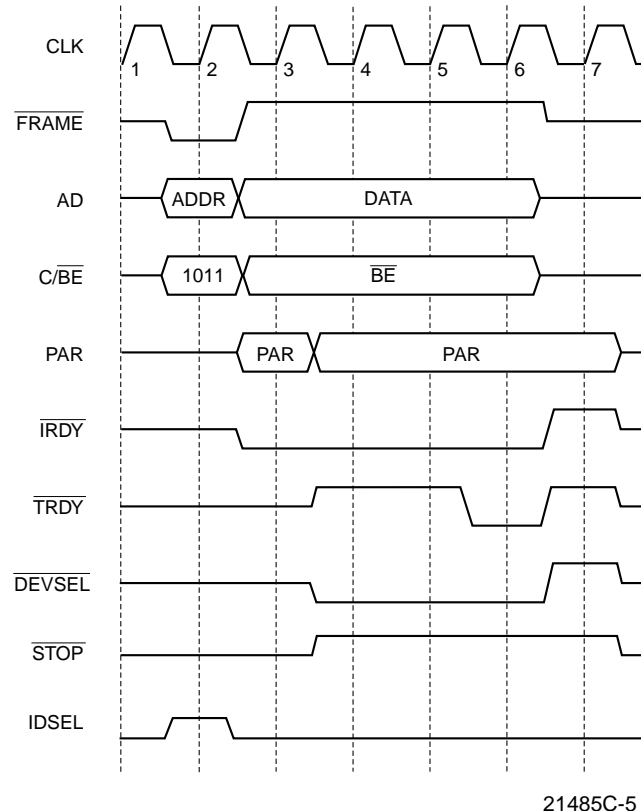 CLK
1 2 3 4 5 6 7
FRAME
AD ADDR DATA
C/BE 1011 BE
PAR PAR PAR
IRDY
TRDY
DEVSEL
STOP
IDSEL
21485C-5